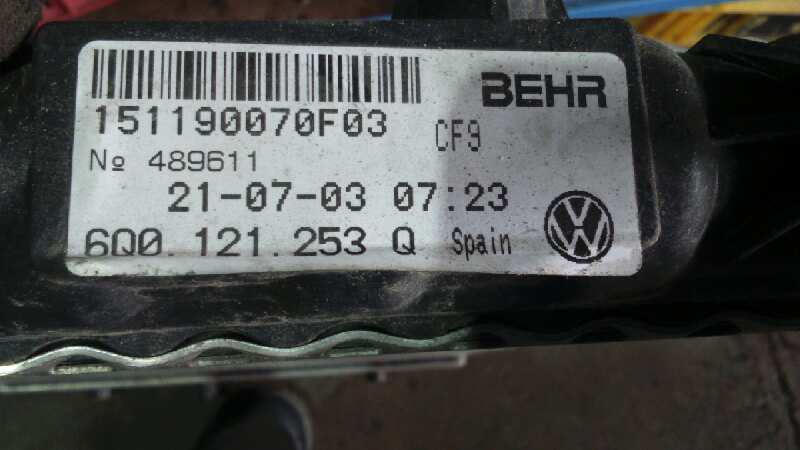 BEHR
151190070F03 CF9
Nº 489611
21-07-03 07:23
6Q0.121.253 Q Spain